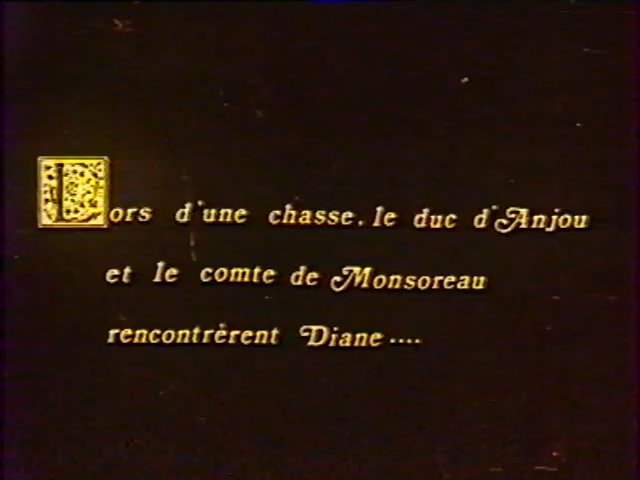 Lors d'une chasse, le duc d'Anjou
et le comte de Monsoreau
rencontrèrent Diane....